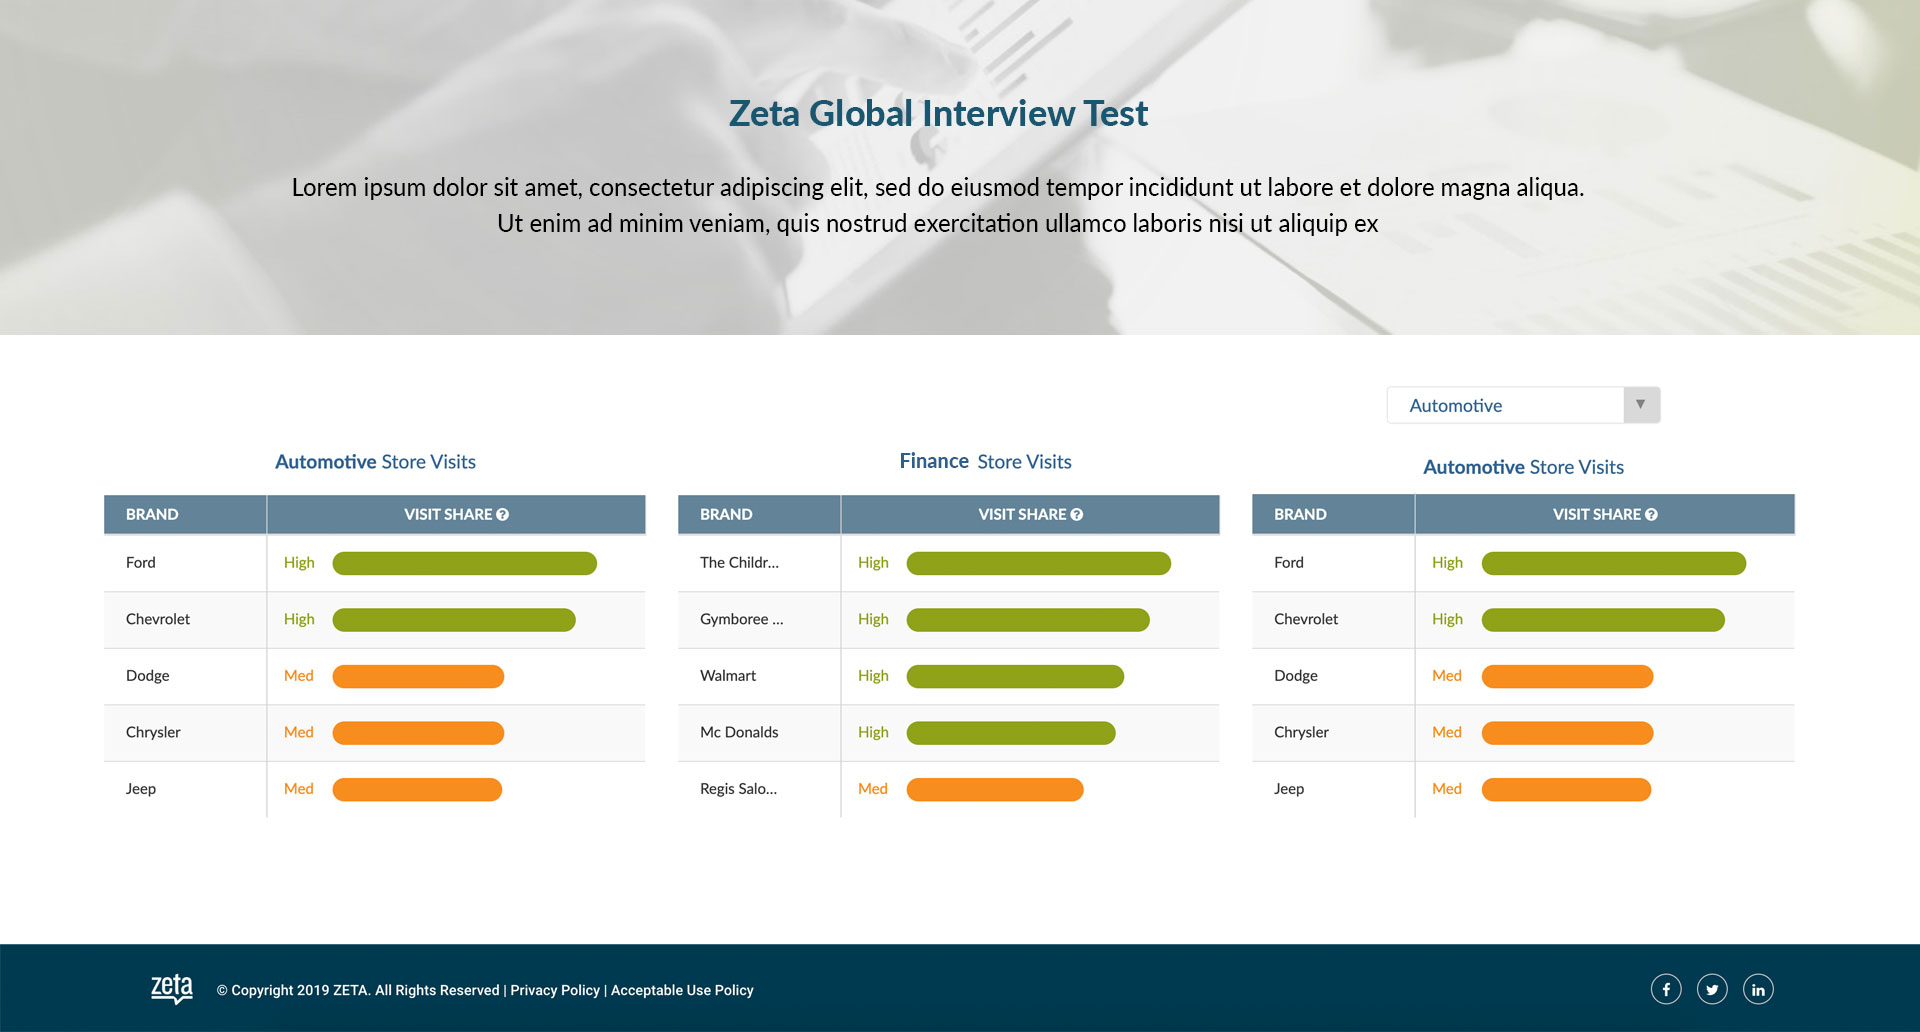 Zeta Global Interview Test
Lorem ipsum dolor sit amet, consectetur adipiscing elit, sed do eiusmod tempor incididunt ut labore et dolore magna aliqua.
Ut enim ad minim veniam, quis nostrud exercitation ullamco laboris nisi ut aliquip ex
Automotive ▼
Automotive Store Visits
BRAND VISIT SHARE ?
Ford High
Chevrolet High
Dodge Med
Chrysler Med
Jeep Med
Finance Store Visits
BRAND VISIT SHARE ?
The Childr... High
Gymboree ... High
Walmart High
Mc Donalds High
Regis Salo... Med
Automotive Store Visits
BRAND VISIT SHARE ?
Ford High
Chevrolet High
Dodge Med
Chrysler Med
Jeep Med
zeta © Copyright 2019 ZETA. All Rights Reserved | Privacy Policy | Acceptable Use Policy
f in